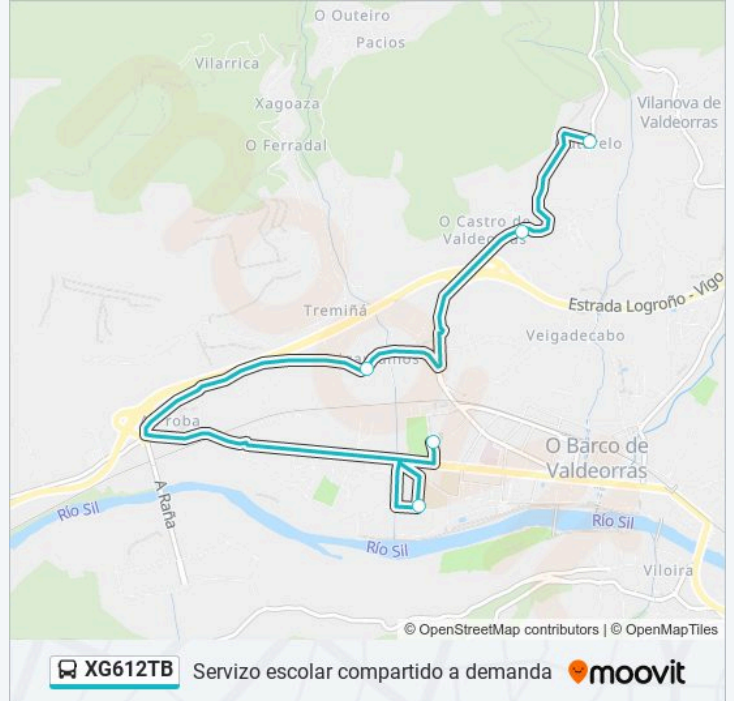 O Outeiro
Pacios
Vilarrica
Xagoaza
Vilanova de
Valdeorras
O Ferradal
O Castro de
Valdeorras
Estrada Logroño - Vigo
Tremiñá
Veigadecabo
O Barco de
Valdeorras
A Raña
Río Sil
Río Sil
Río Sil
Viloira
© OpenStreetMap contributors | © OpenMapTiles
XG612TB
Servizo escolar compartido a demanda
moovit